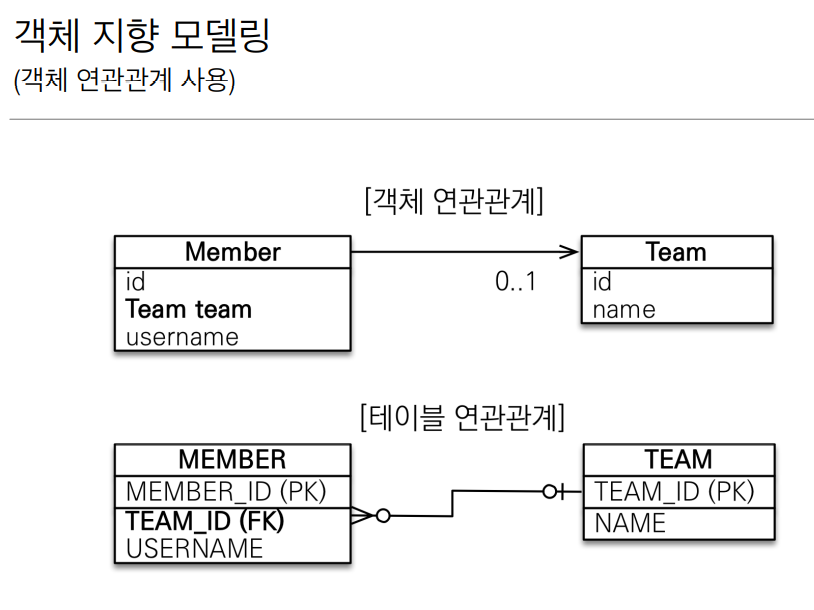 객체 지향 모델링
(객체 연관관계 사용)
[객체 연관관계]
Member
id
Team team
username
0..1
Team
id
name
[테이블 연관관계]
MEMBER
MEMBER_ID (PK)
TEAM_ID (FK)
USERNAME
TEAM
TEAM_ID (PK)
NAME